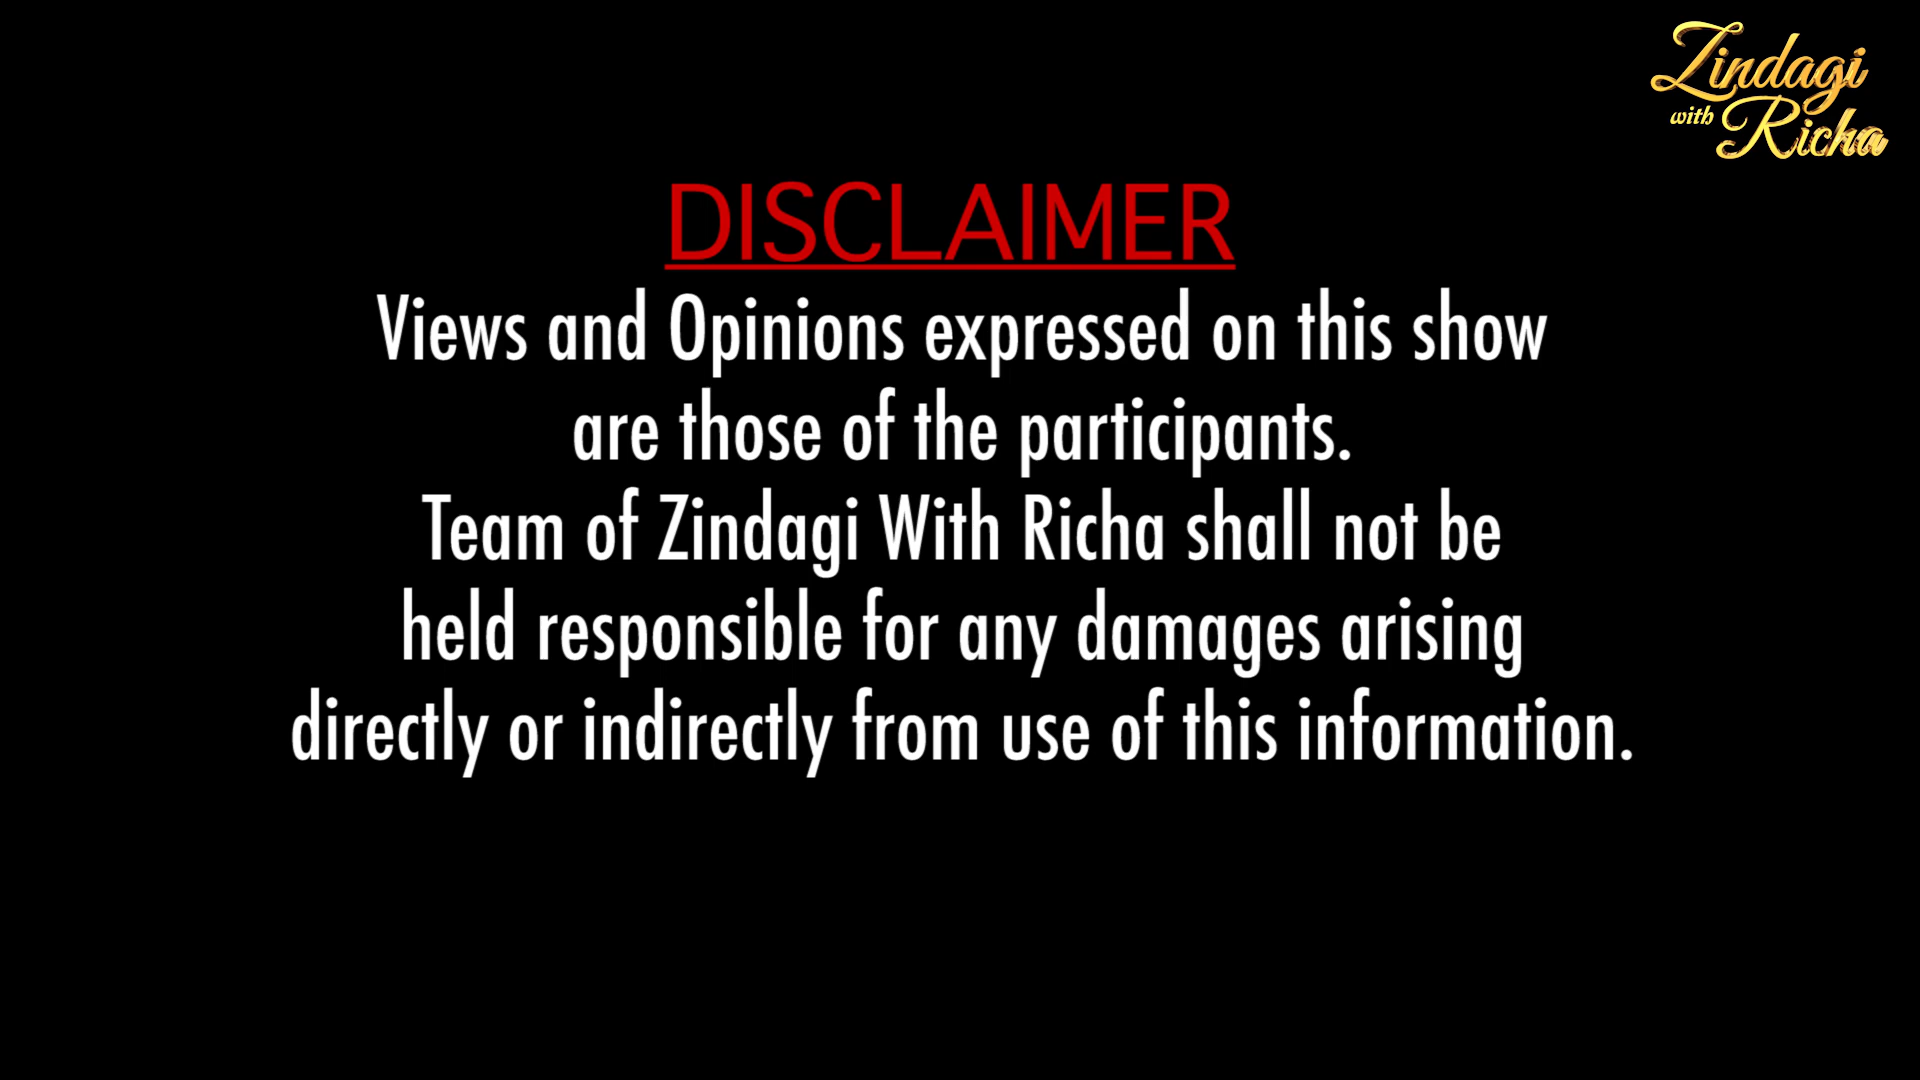 Zindagi
with Richa
DISCLAIMER
Views and Opinions expressed on this show
are those of the participants.
Team of Zindagi With Richa shall not be
held responsible for any damages arising
directly or indirectly from use of this information.